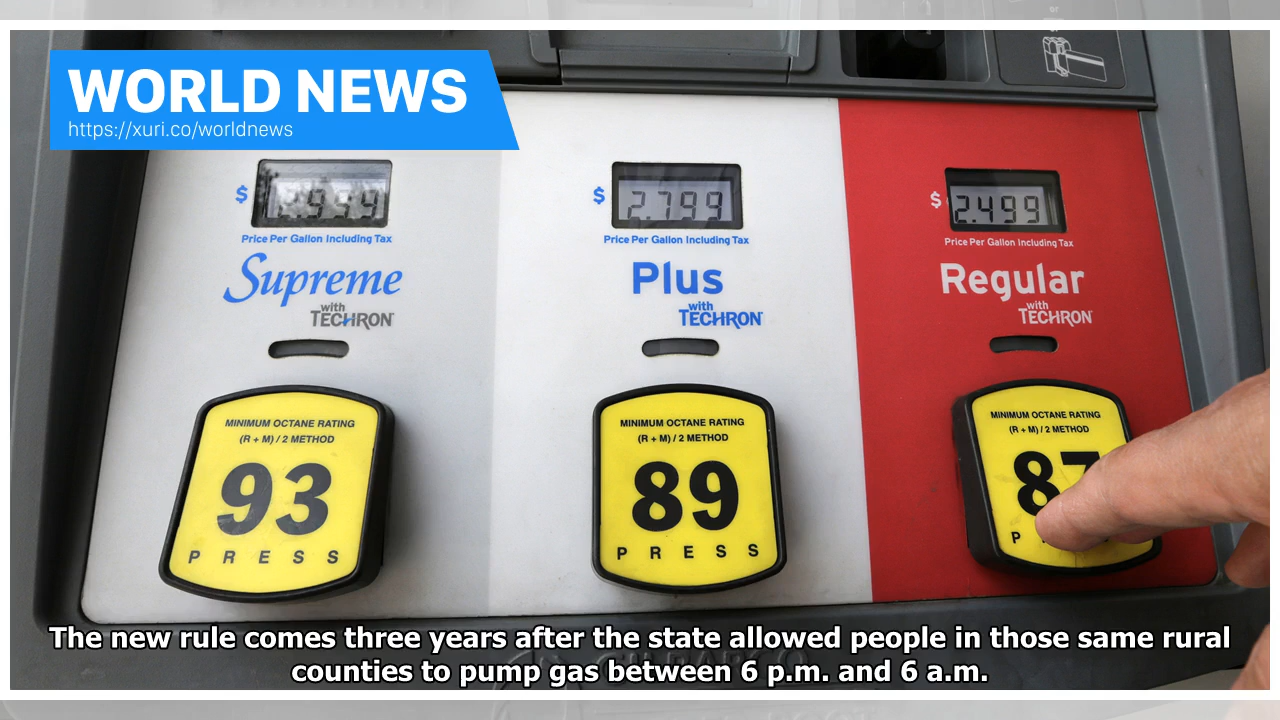 WORLD NEWS
https://xuri.co/worldnews
$ 2.999
Price Per Gallon Including Tax
Supreme
with
TECHRON
MINIMUM OCTANE RATING
(R + M) / 2 METHOD
93
PRESS
$ 2.799
Price Per Gallon Including Tax
Plus
with
TECHRON
MINIMUM OCTANE RATING
(R + M) / 2 METHOD
89
PRESS
$ 2.499
Price Per Gallon Including Tax
Regular
with
TECHRON
MINIMUM OCTANE RATING
(R + M) / 2 METHOD
87
The new rule comes three years after the state allowed people in those same rural
counties to pump gas between 6 p.m. and 6 a.m.